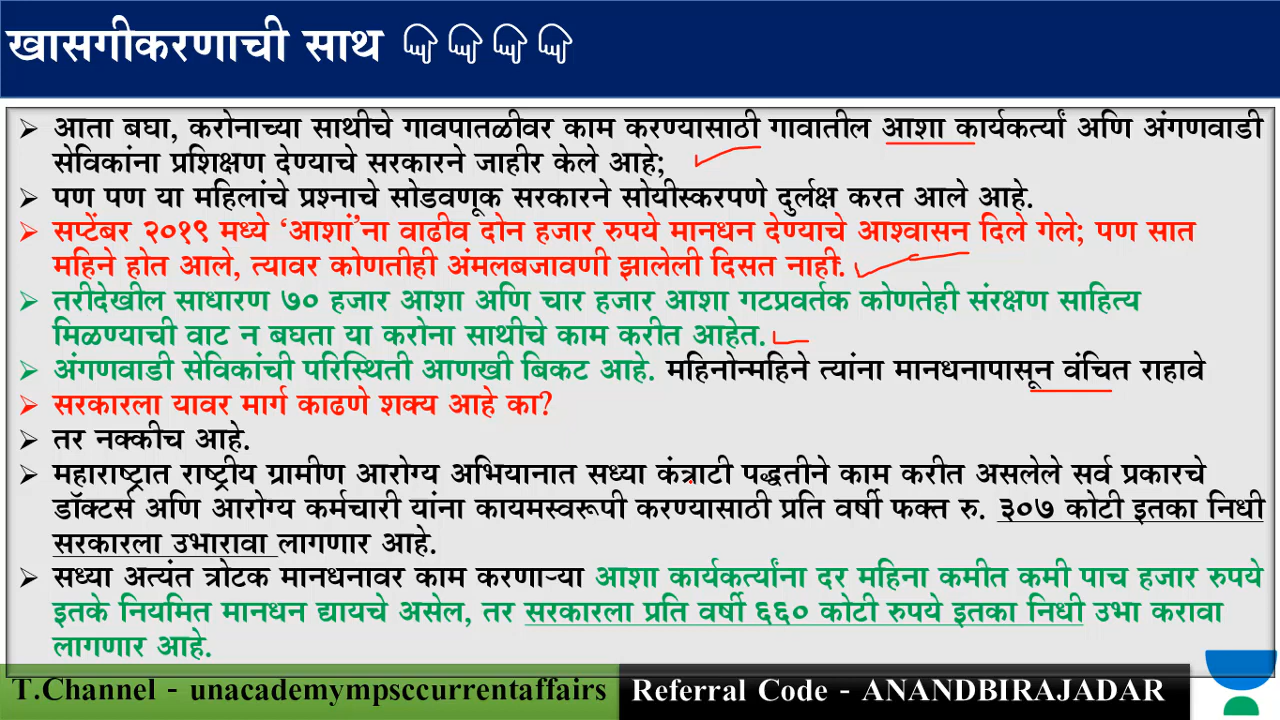 खासगीकरणाची साथ
आता बघा, करोनाच्या साथीचे गावपातळीवर काम करण्यासाठी गावातील आशा कार्यकर्त्यां अणि अंगणवाडी
सेविकांना प्रशिक्षण देण्याचे सरकारने जाहीर केले आहे;
पण पण या महिलांचे प्रश्नाचे सोडवणूक सरकारने सोयीस्करपणे दुर्लक्ष करत आले आहे.
सप्टेंबर २०१९ मध्ये ‘आशां’ना वाढीव दोन हजार रुपये मानधन देण्याचे आश्वासन दिले गेले; पण सात
महिने होत आले, त्यावर कोणतीही अंमलबजावणी झालेली दिसत नाही.
तरीदेखील साधारण ७० हजार आशा अणि चार हजार आशा गटप्रवर्तक कोणतेही संरक्षण साहित्य
मिळण्याची वाट न बघता या करोना साथीचे काम करीत आहेत.
अंगणवाडी सेविकांची परिस्थिती आणखी बिकट आहे. महिनोन्महिने त्यांना मानधनापासून वंचित राहावे
सरकारला यावर मार्ग काढणे शक्य आहे का?
तर नक्कीच आहे.
महाराष्ट्रात राष्ट्रीय ग्रामीण आरोग्य अभियानात सध्या कंत्राटी पद्धतीने काम करीत असलेले सर्व प्रकारचे
डॉक्टर्स अणि आरोग्य कर्मचारी यांना कायमस्वरूपी करण्यासाठी प्रति वर्षी फक्त रु. ३०७ कोटी इतका निधी
सरकारला उभारावा लागणार आहे.
सध्या अत्यंत त्रोटक मानधनावर काम करणाऱ्या आशा कार्यकर्त्यांना दर महिना कमीत कमी पाच हजार रुपये
इतके नियमित मानधन द्यायचे असेल, तर सरकारला प्रति वर्षी ६६० कोटी रुपये इतका निधी उभा करावा
लागणार आहे.
T.Channel - unacademympsccurrentaffairs Referral Code - ANANDBIRAJADAR